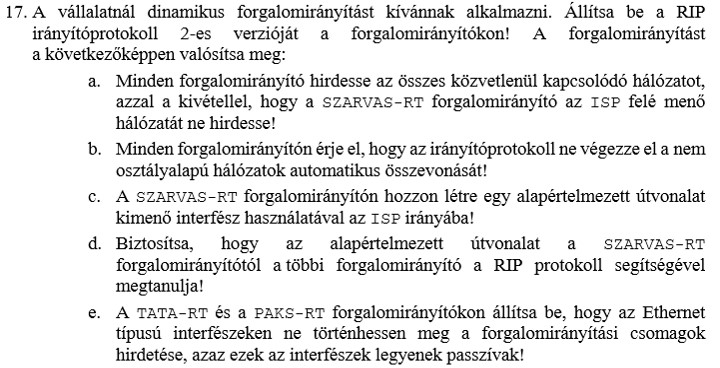 17. A vállalatnál dinamikus forgalomirányítást kívánnak alkalmazni. Állítsa be a RIP
irányítóprotokoll 2-es verzióját a forgalomirányítókon! A forgalomirányítást
a következőképpen valósítsa meg:
a. Minden forgalomirányító hirdesse az összes közvetlenül kapcsolódó hálózatot,
azzal a kivétellel, hogy a SZARVAS-RT forgalomirányító az ISP felé menő
hálózatát ne hirdesse!
b. Minden forgalomirányítón érje el, hogy az irányítóprotokoll ne végezze el a nem
osztályalapú hálózatok automatikus összevonását!
c. A SZARVAS-RT forgalomirányítón hozzon létre egy alapértelmezett útvonalat
kimenő interfész használatával az ISP irányába!
d. Biztosítsa, hogy az alapértelmezett útvonalat a SZARVAS-RT
forgalomirányítótól a többi forgalomirányító a RIP protokoll segítségével
megtanulja!
e. A TATA-RT és a PAKS-RT forgalomirányítókon állítsa be, hogy az Ethernet
típusú interfészeken ne történhessen meg a forgalomirányítási csomagok
hirdetése, azaz ezek az interfészek legyenek passzívak!